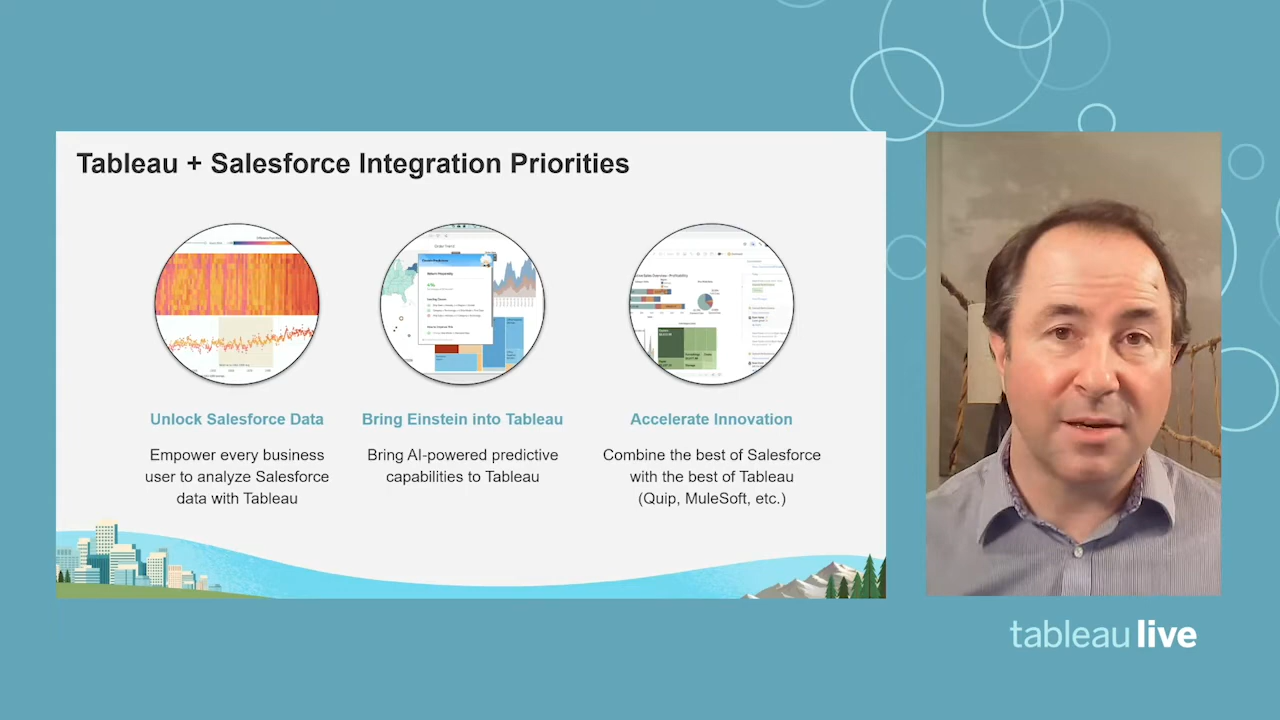 Tableau + Salesforce Integration Priorities
Unlock Salesforce Data
Empower every business
user to analyze Salesforce
data with Tableau
Bring Einstein into Tableau
Bring AI-powered predictive
capabilities to Tableau
Accelerate Innovation
Combine the best of Salesforce
with the best of Tableau
(Quip, MuleSoft, etc.)
tableau live